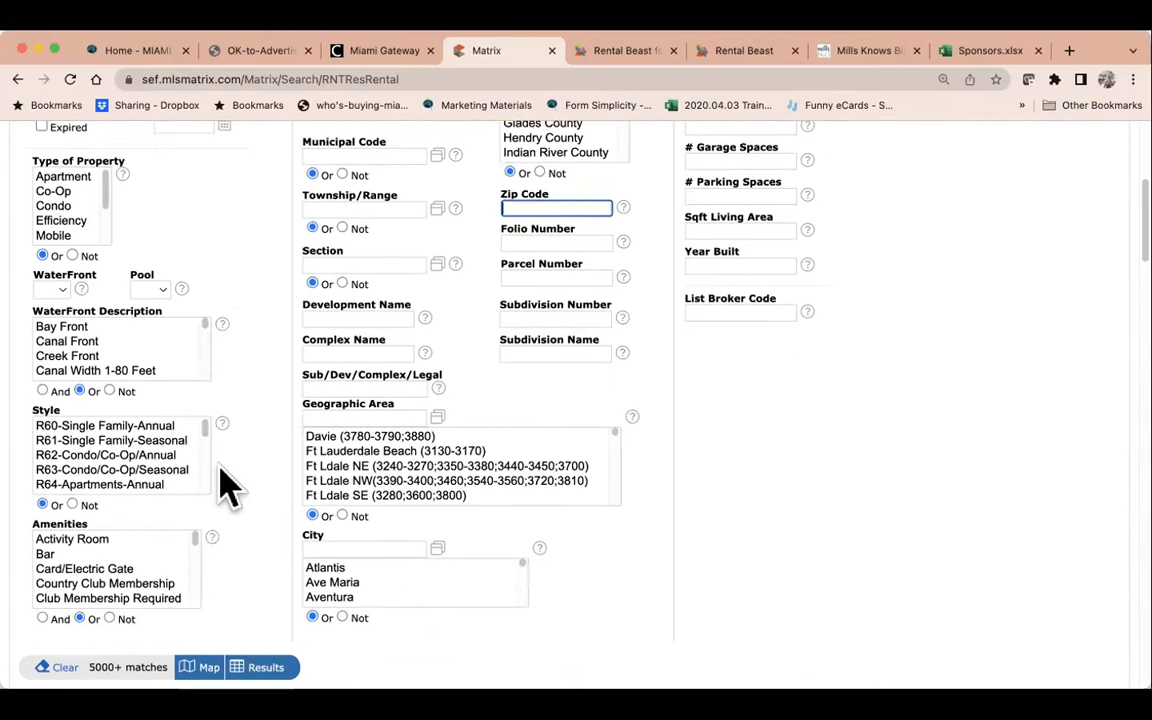 Home - MIAMI
OK-to-Advertis
Miami Gateway
Matrix
Rental Beast fo
Rental Beast
Mills Knows Bi
Sponsors.xlsx
sef.mlsmatrix.com/Matrix/Search/RNTResRental
Bookmarks
Sharing - Dropbox
Bookmarks
who's-buying-mia...
Marketing Materials
Form Simplicity -...
2020.04.03 Train...
Funny eCards - S...
»
Other Bookmarks
Expired
Type of Property
Apartment
Co-Op
Condo
Efficiency
Mobile
Or Not
WaterFront Pool
WaterFront Description
Bay Front
Canal Front
Creek Front
Canal Width 1-80 Feet
And Or Not
Style
R60-Single Family-Annual
R61-Single Family-Seasonal
R62-Condo/Co-Op/Annual
R63-Condo/Co-Op/Seasonal
R64-Apartments-Annual
Or Not
Amenities
Activity Room
Bar
Card/Electric Gate
Country Club Membership
Club Membership Required
And Or Not
Municipal Code
Or Not
Township/Range
Or Not
Section
Or Not
Development Name
Complex Name
Sub/Dev/Complex/Legal
Geographic Area
Davie (3780-3790;3880)
Ft Lauderdale Beach (3130-3170)
Ft Ldale NE (3240-3270;3350-3380;3440-3450;3700)
Ft Ldale NW(3390-3400;3460;3540-3560;3720;3810)
Ft Ldale SE (3280;3600;3800)
Or Not
City
Atlantis
Ave Maria
Aventura
Or Not
Glades County
Hendry County
Indian River County
Or Not
Zip Code
Folio Number
Parcel Number
Subdivision Number
Subdivision Name
# Garage Spaces
# Parking Spaces
Sqft Living Area
Year Built
List Broker Code
Clear 5000+ matches Map Results